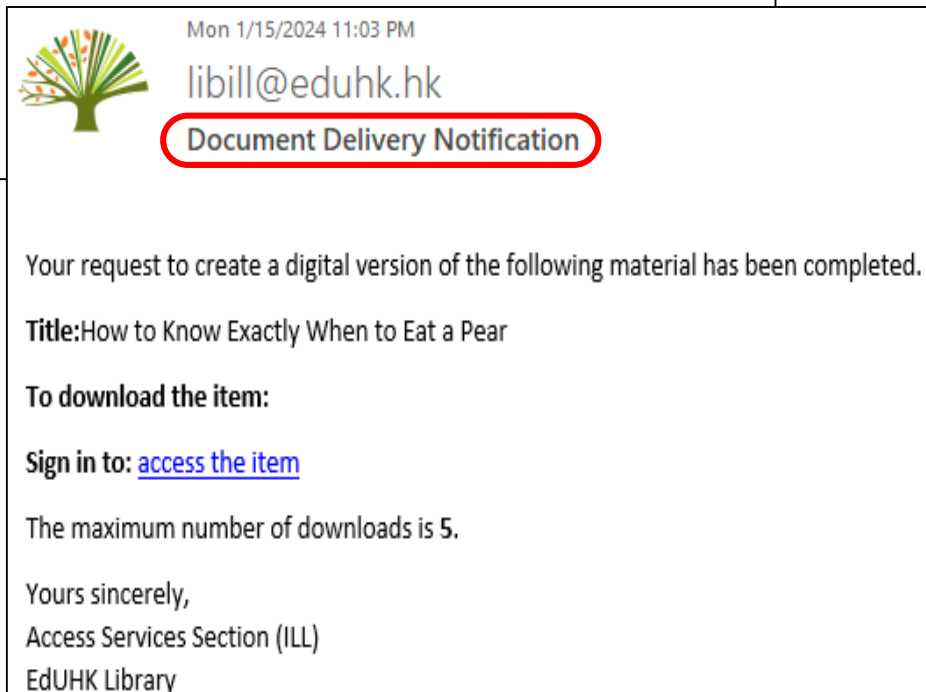 Mon 1/15/2024 11:03 PM
libill@eduhk.hk
Document Delivery Notification
Your request to create a digital version of the following material has been completed.
Title:How to Know Exactly When to Eat a Pear
To download the item:
Sign in to: access the item
The maximum number of downloads is 5.
Yours sincerely,
Access Services Section (ILL)
EdUHK Library